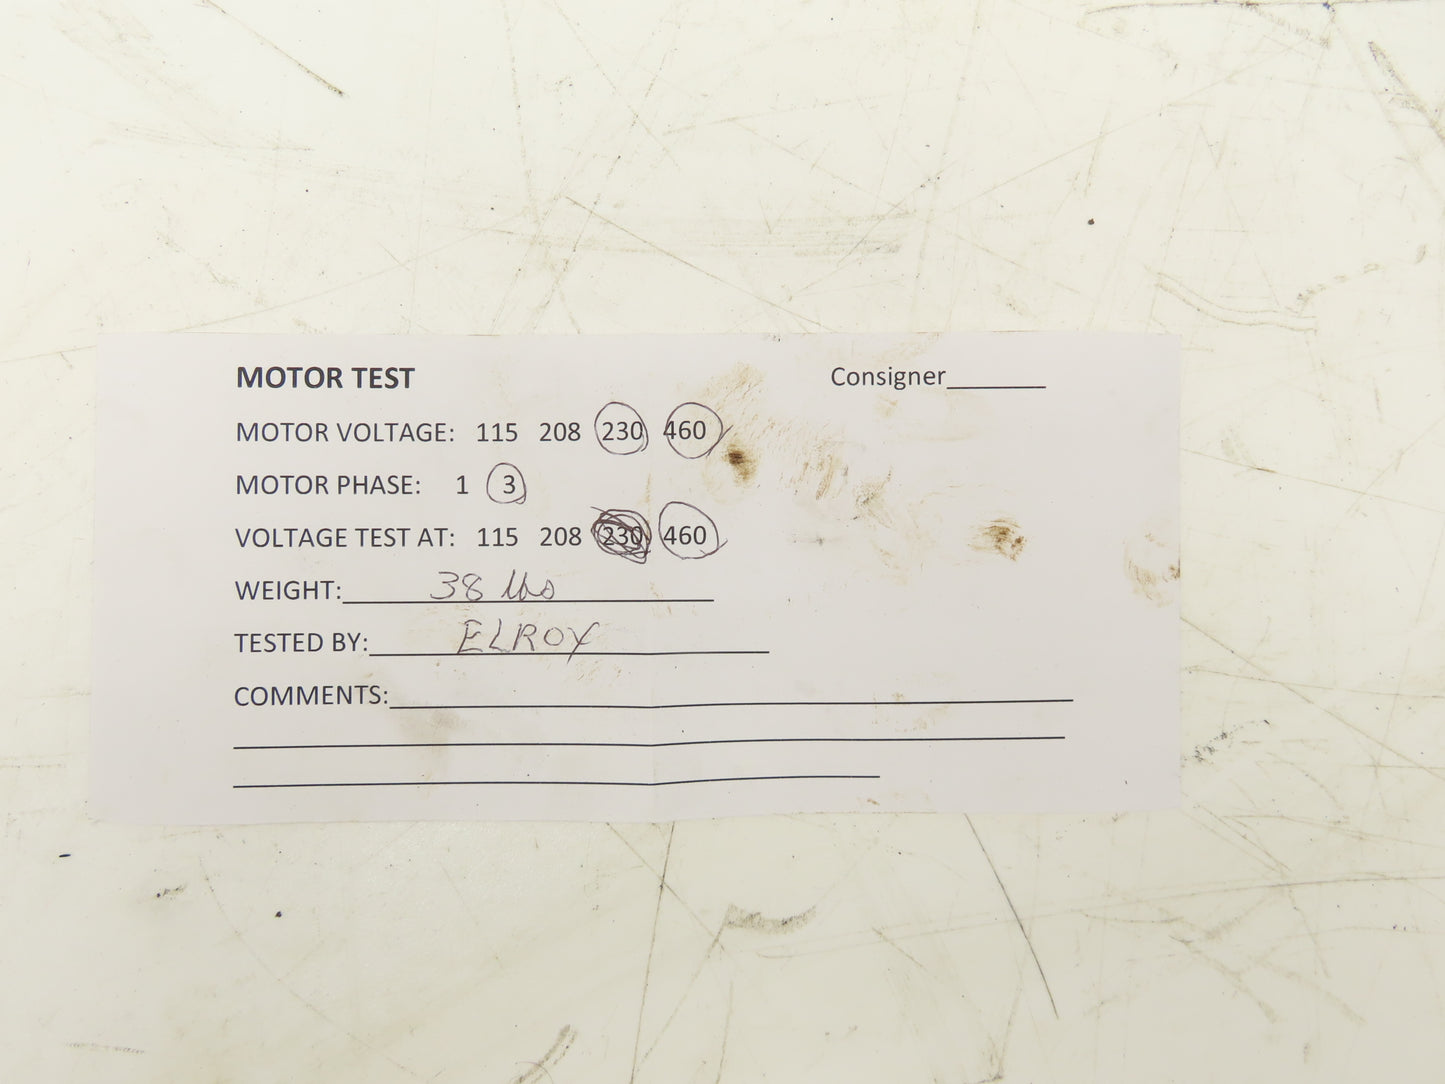 MOTOR TEST Consigner_______
MOTOR VOLTAGE: 115 208 230 460
MOTOR PHASE: 1 3
VOLTAGE TEST AT: 115 208 230 460
WEIGHT: 38 lbs
TESTED BY: ELROY
COMMENTS: